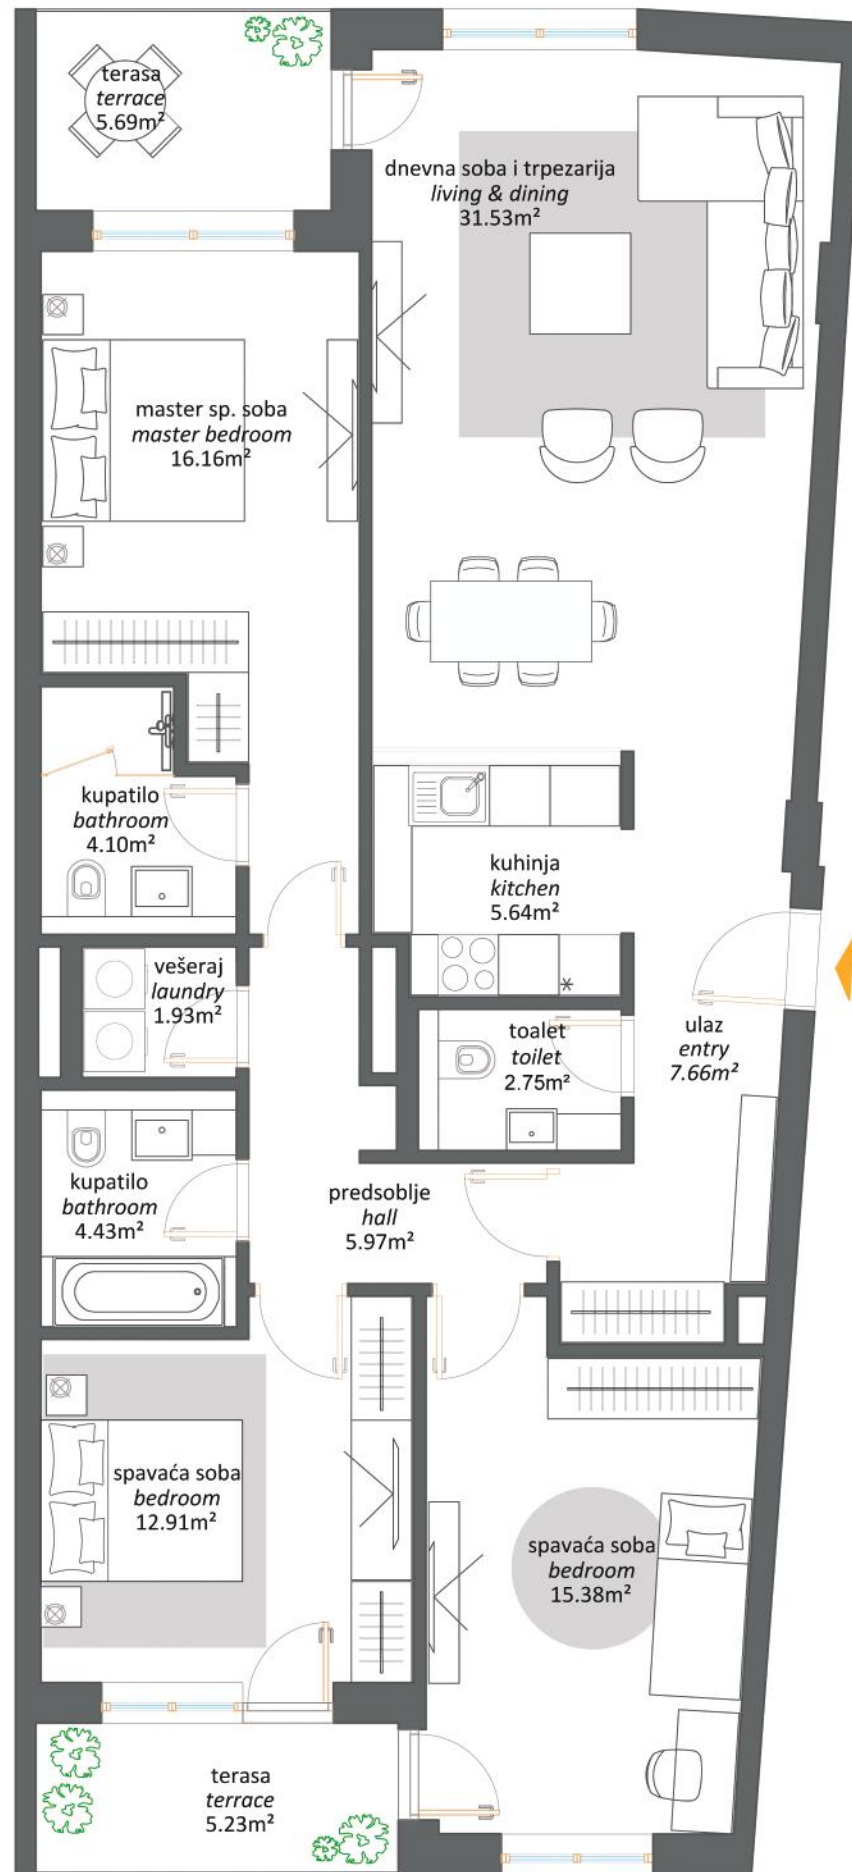 terasa
terrace
5.69m²
dnevna soba i trpezarija
living & dining
31.53m²
master sp. soba
master bedroom
16.16m²
kupatilo
bathroom
4.10m²
kuhinja
kitchen
5.64m²
vešeraj
laundry
1.93m²
toalet
toilet
2.75m²
ulaz
entry
7.66m²
kupatilo
bathroom
4.43m²
predsoblje
hall
5.97m²
spavaća soba
bedroom
12.91m²
spavaća soba
bedroom
15.38m²
terasa
terrace
5.23m²